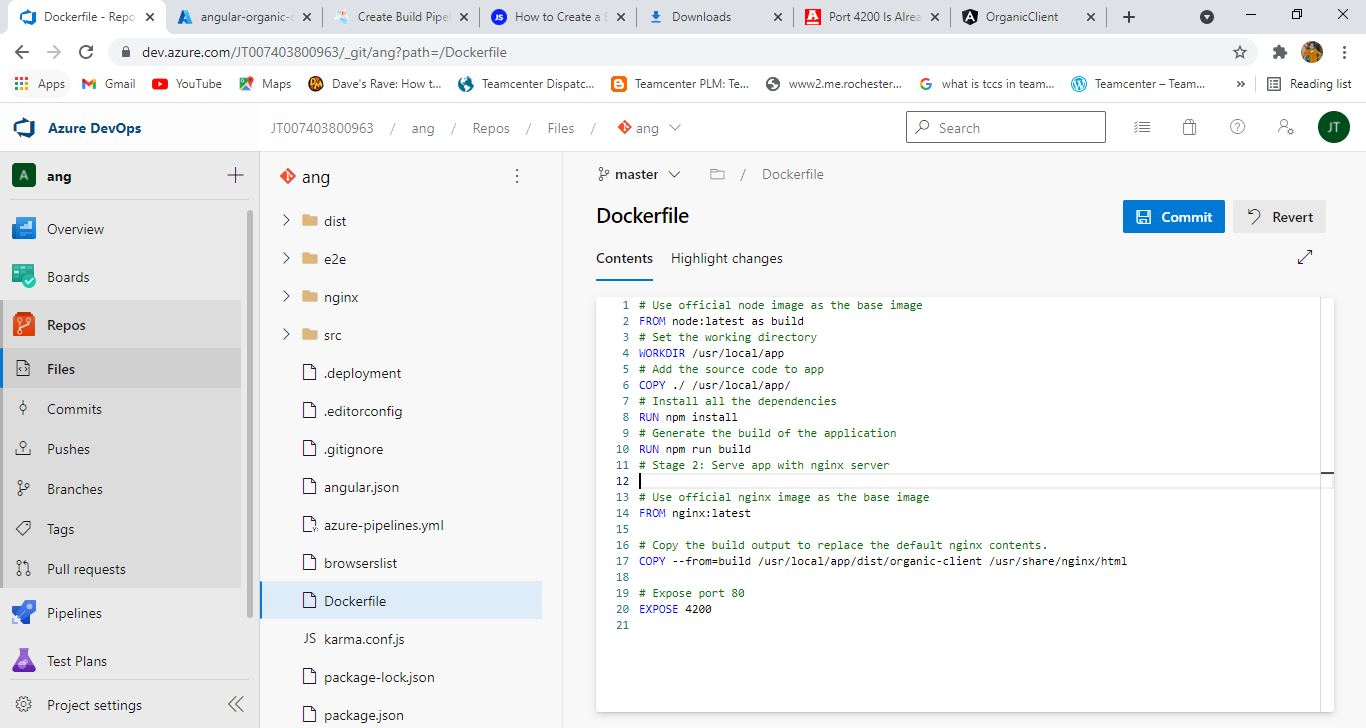 Dockerfile - Repo
angular-organic-c
Create Build Pipel
How to Create a B
Downloads
Port 4200 Is Alrea
OrganicClient
dev.azure.com/JT007403800963/_git/ang?path=/Dockerfile
Apps
Gmail
YouTube
Maps
Dave's Rave: How t...
Teamcenter Dispatc...
Teamcenter PLM: Te...
www2.me.rochester...
what is tccs in team...
Teamcenter – Team...
Reading list
Azure DevOps
JT007403800963 / ang / Repos / Files / ang
Search
JT
A ang
Overview
Boards
Repos
Files
Commits
Pushes
Branches
Tags
Pull requests
Pipelines
Test Plans
Project settings
ang
dist
e2e
nginx
src
.deployment
.editorconfig
.gitignore
angular.json
azure-pipelines.yml
browserslist
Dockerfile
JS karma.conf.js
package-lock.json
package.json
master / Dockerfile
Dockerfile
Commit
Revert
Contents Highlight changes
1 # Use official node image as the base image
2 FROM node:latest as build
3 # Set the working directory
4 WORKDIR /usr/local/app
5 # Add the source code to app
6 COPY ./ /usr/local/app/
7 # Install all the dependencies
8 RUN npm install
9 # Generate the build of the application
10 RUN npm run build
11 # Stage 2: Serve app with nginx server
12
13 # Use official nginx image as the base image
14 FROM nginx:latest
15
16 # Copy the build output to replace the default nginx contents.
17 COPY --from=build /usr/local/app/dist/organic-client /usr/share/nginx/html
18
19 # Expose port 80
20 EXPOSE 4200
21